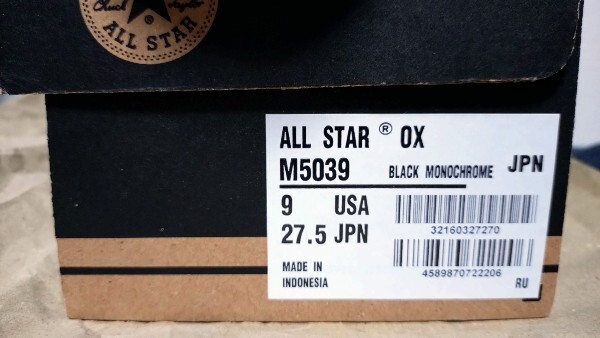 Chuck Taylor
®
ALL STAR
ALL STAR ® OX
M5039 BLACK MONOCHROME JPN
9 USA
32160327270
27.5 JPN
4589870722206
MADE IN
INDONESIA
RU